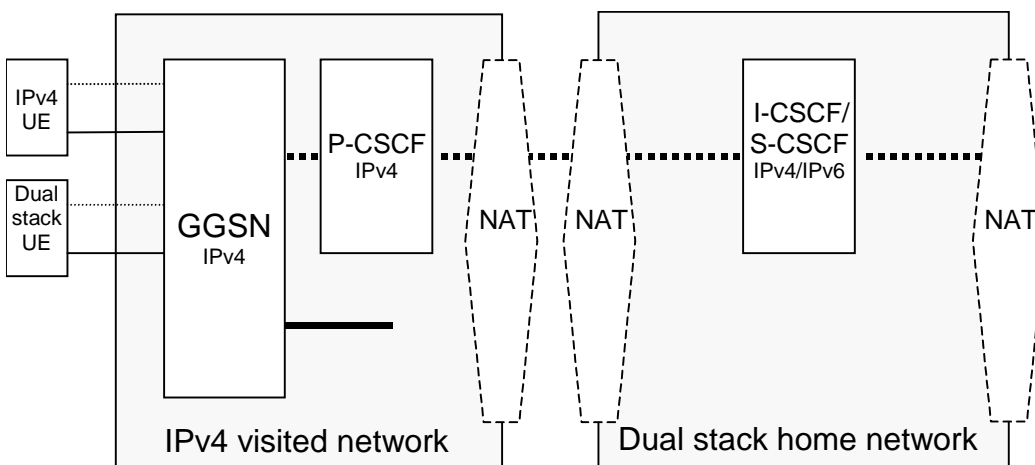 IPv4
UE
Dual
stack
UE
GGSN
IPv4
P-CSCF
IPv4
NAT
NAT
I-CSCF/
S-CSCF
IPv4/IPv6
NAT
IPv4 visited network
Dual stack home network